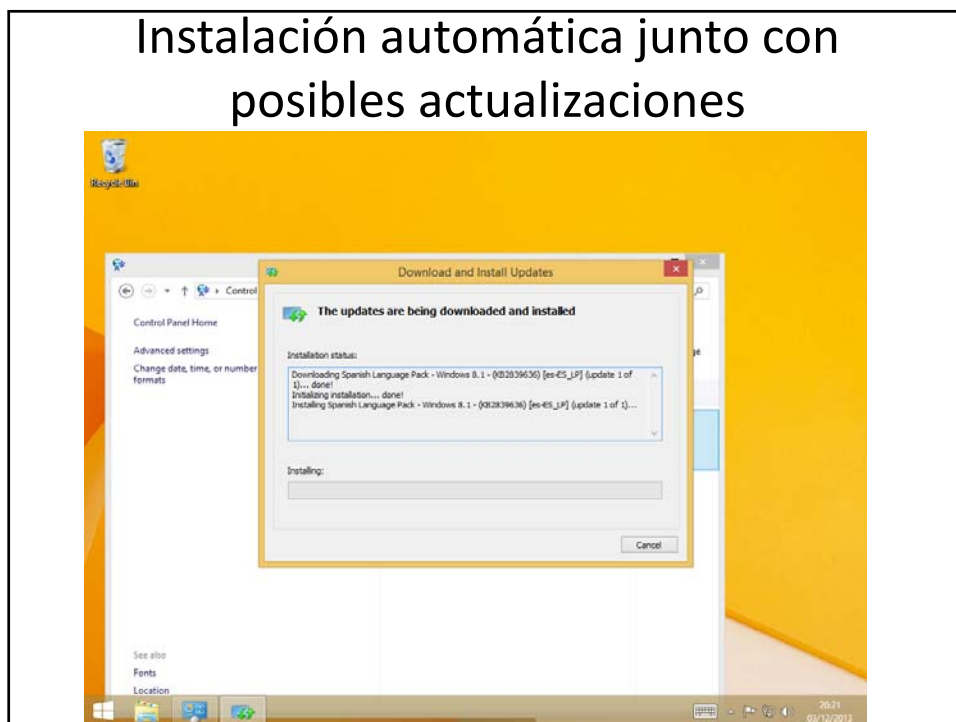 Instalación automática junto con
posibles actualizaciones
Recycle Bin
Download and Install Updates
Control
Control Panel Home
Advanced settings
Change date, time, or number
formats
The updates are being downloaded and installed
Installation status:
Downloading Spanish Language Pack - Windows 8.1 - (KB2839636) [es-ES_LP] (update 1 of
1)... done!
Initializing installation... done!
Installing Spanish Language Pack - Windows 8.1 - (KB2839636) [es-ES_LP] (update 1 of 1)...
Installing:
Cancel
See also
Fonts
Location
20:21
03/12/2013